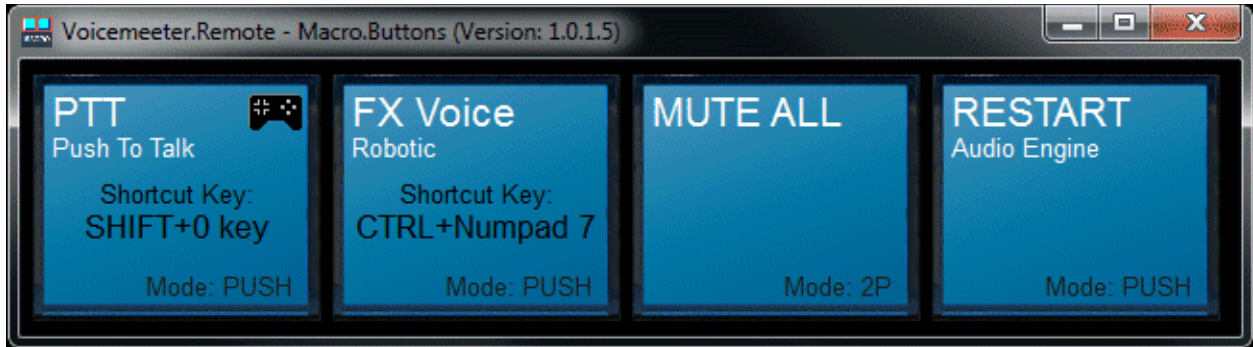 Voicemeeter.Remote - Macro.Buttons (Version: 1.0.1.5)
PTT
Push To Talk
Shortcut Key:
SHIFT+0 key
Mode: PUSH
FX Voice
Robotic
Shortcut Key:
CTRL+Numpad 7
Mode: PUSH
MUTE ALL
Mode: 2P
RESTART
Audio Engine
Mode: PUSH